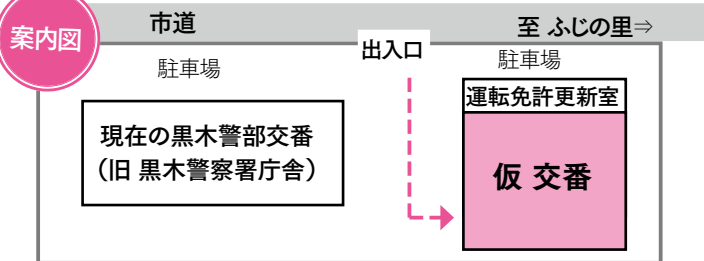 案内図
市道
至 ふじの里⇒
出入口
駐車場
駐車場
運転免許更新室
現在の黒木警部交番
（旧 黒木警察署庁舎）
仮 交番